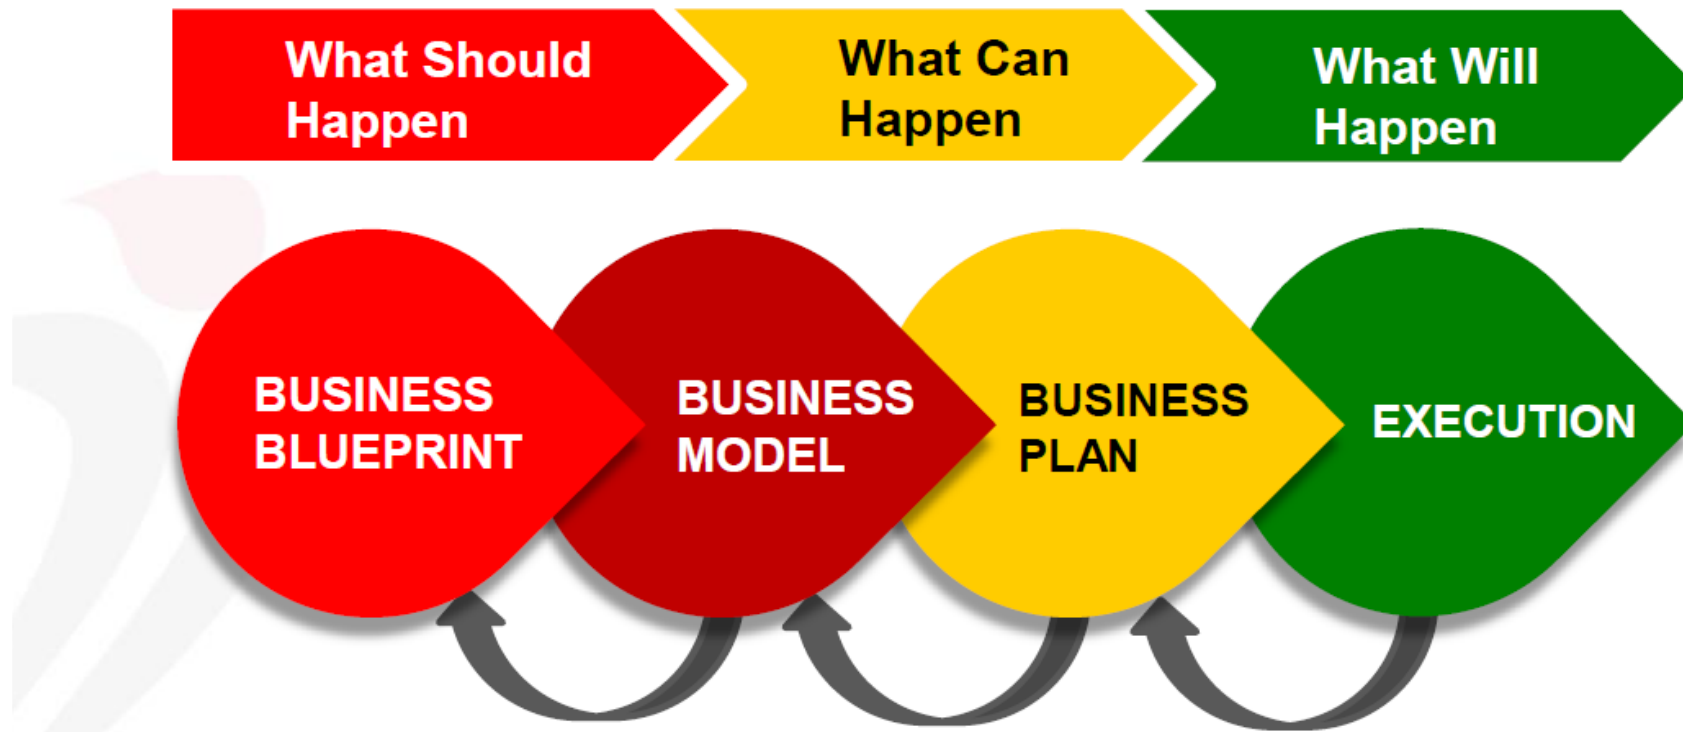 What Should
Happen
What Can
Happen
What Will
Happen
BUSINESS
BLUEPRINT
BUSINESS
MODEL
BUSINESS
PLAN
EXECUTION